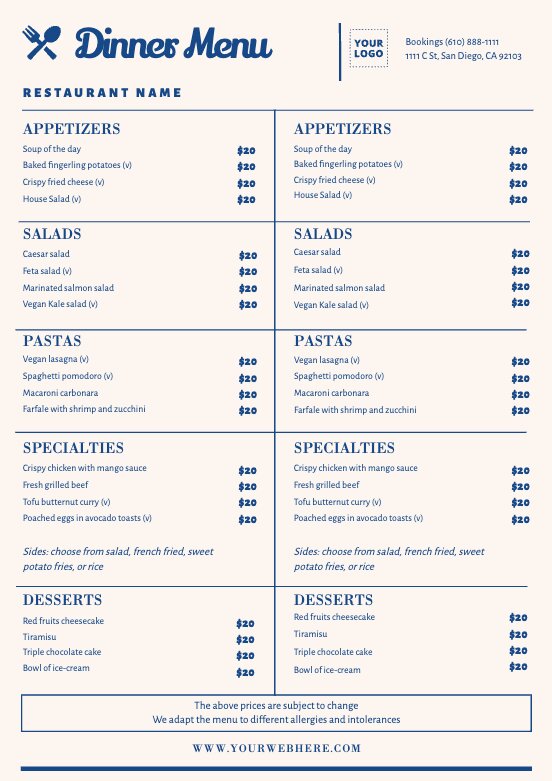 Dinner Menu
YOUR
LOGO
Bookings (610) 888-1111
1111 C St, San Diego, CA 92103
RESTAURANT NAME
APPETIZERS
Soup of the day $20
Baked fingerling potatoes (v) $20
Crispy fried cheese (v) $20
House Salad (v) $20
SALADS
Caesar salad $20
Feta salad (v) $20
Marinated salmon salad $20
Vegan Kale salad (v) $20
PASTAS
Vegan lasagna (v) $20
Spaghetti pomodoro (v) $20
Macaroni carbonara $20
Farfale with shrimp and zucchini $20
SPECIALTIES
Crispy chicken with mango sauce $20
Fresh grilled beef $20
Tofu butternut curry (v) $20
Poached eggs in avocado toasts (v) $20
Sides: choose from salad, french fried, sweet
potato fries, or rice
DESSERTS
Red fruits cheesecake $20
Tiramisu $20
Triple chocolate cake $20
Bowl of ice-cream $20
APPETIZERS
Soup of the day $20
Baked fingerling potatoes (v) $20
Crispy fried cheese (v) $20
House Salad (v) $20
SALADS
Caesar salad $20
Feta salad (v) $20
Marinated salmon salad $20
Vegan Kale salad (v) $20
PASTAS
Vegan lasagna (v) $20
Spaghetti pomodoro (v) $20
Macaroni carbonara $20
Farfale with shrimp and zucchini $20
SPECIALTIES
Crispy chicken with mango sauce $20
Fresh grilled beef $20
Tofu butternut curry (v) $20
Poached eggs in avocado toasts (v) $20
Sides: choose from salad, french fried, sweet
potato fries, or rice
DESSERTS
Red fruits cheesecake $20
Tiramisu $20
Triple chocolate cake $20
Bowl of ice-cream $20
The above prices are subject to change
We adapt the menu to different allergies and intolerances
WWW.YOURWEBHERE.COM